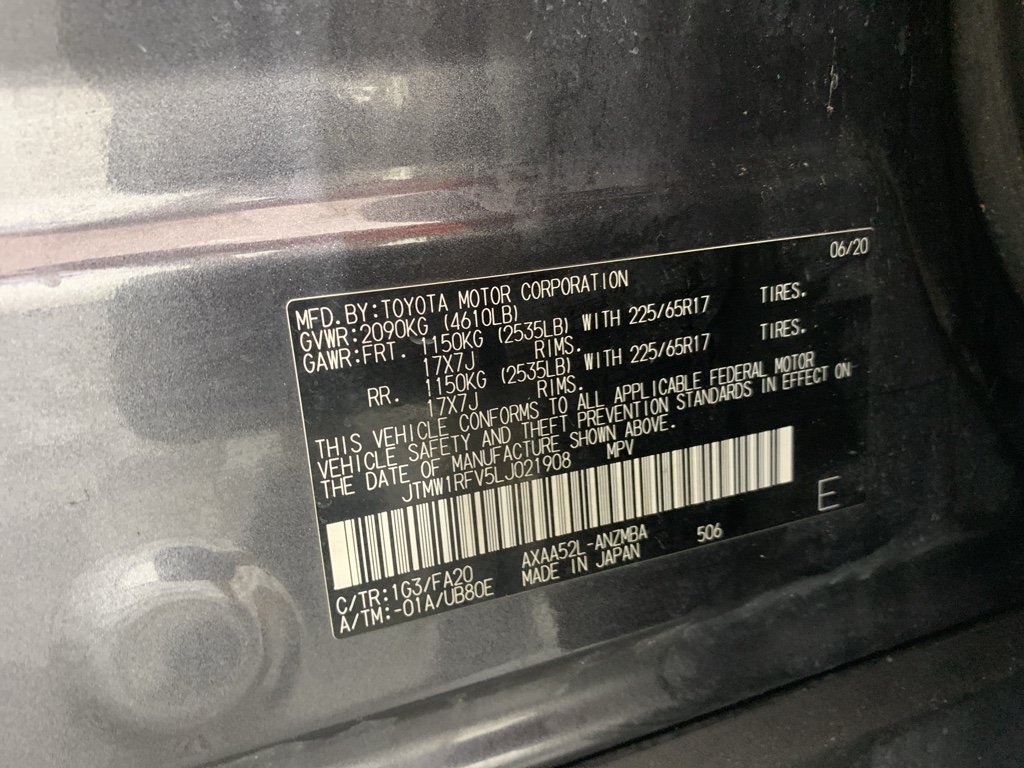 06/20
MFD. BY:TOYOTA MOTOR CORPORATION
GVWR:2090KG (4610LB)
GAWR:FRT. 1150KG (2535LB) WITH 225/65R17 TIRES.
17X7J RIMS.
RR. 1150KG (2535LB) WITH 225/65R17 TIRES.
17X7J RIMS.
THIS VEHICLE CONFORMS TO ALL APPLICABLE FEDERAL MOTOR
VEHICLE SAFETY AND THEFT PREVENTION STANDARDS IN EFFECT ON
THE DATE OF MANUFACTURE SHOWN ABOVE.
JTMW1RFV5LJ021908 MPV
C/TR:1G3/FA20 AXAA52L-ANZMBA 506 E
A/TM:-01A/UB80E MADE IN JAPAN